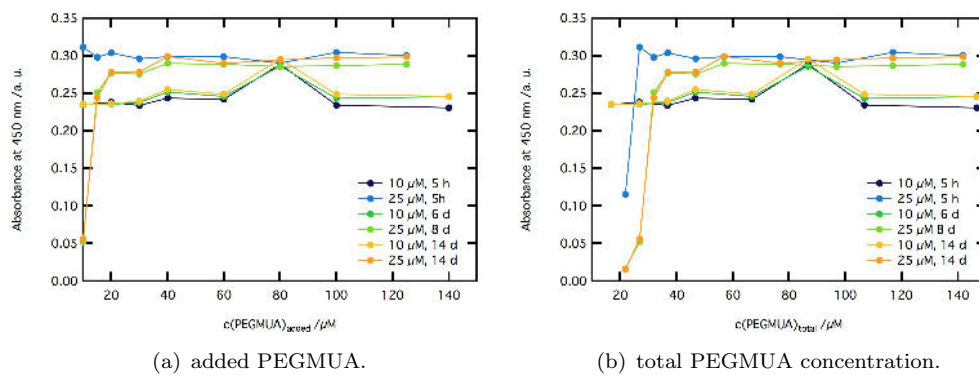 0.35
0.30
0.25
0.20
0.15
0.10
0.05
0.00
Absorbance at 450 nm /a. u.
20 40 60 80 100 120 140
c(PEGMUA)added /µM
10 µM, 5 h
25 µM, 5h
10 µM, 6 d
25 µM 8 d
10 µM, 14 d
25 µM, 14 d
(a) added PEGMUA.
0.35
0.30
0.25
0.20
0.15
0.10
0.05
0.00
Absorbance at 450 nm /a. u.
20 40 60 80 100 120 140
c(PEGMUA)total /µM
10 µM, 5 h
25 µM, 5h
10 µM, 6 d
25 µM 8 d
10 µM, 14 d
25 µM, 14 d
(b) total PEGMUA concentration.